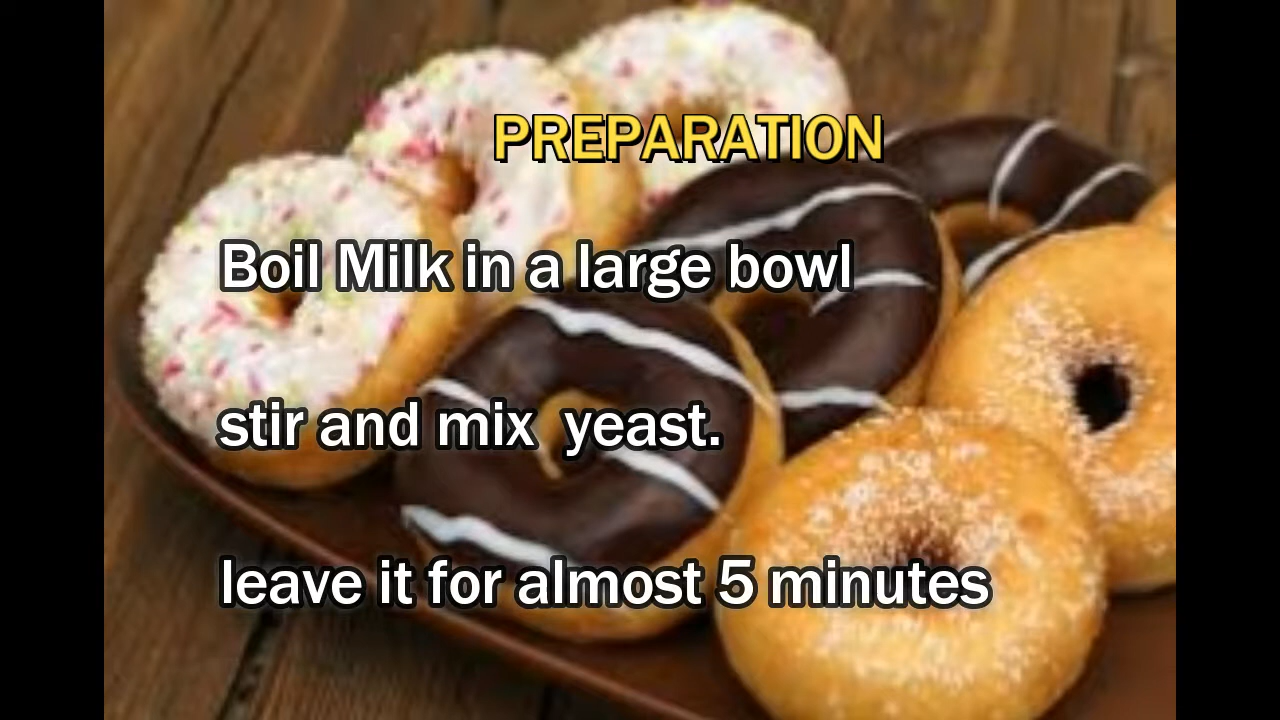 PREPARATION
Boil Milk in a large bowl
stir and mix  yeast.
leave it for almost 5 minutes